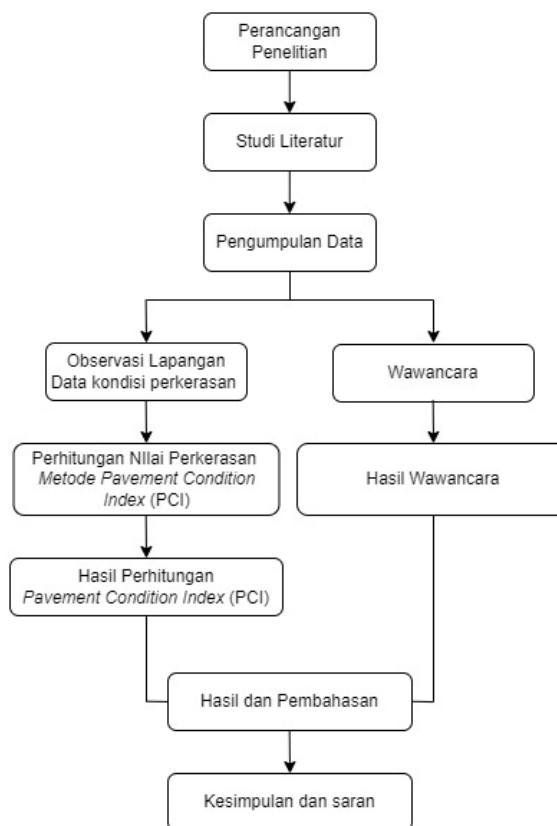 Perancangan
Penelitian
Studi Literatur
Pengumpulan Data
Observasi Lapangan
Data kondisi perkerasan
Wawancara
Perhitungan NIlai Perkerasan
Metode Pavement Condition
Index (PCI)
Hasil Wawancara
Hasil Perhitungan
Pavement Condition Index (PCI)
Hasil dan Pembahasan
Kesimpulan dan saran